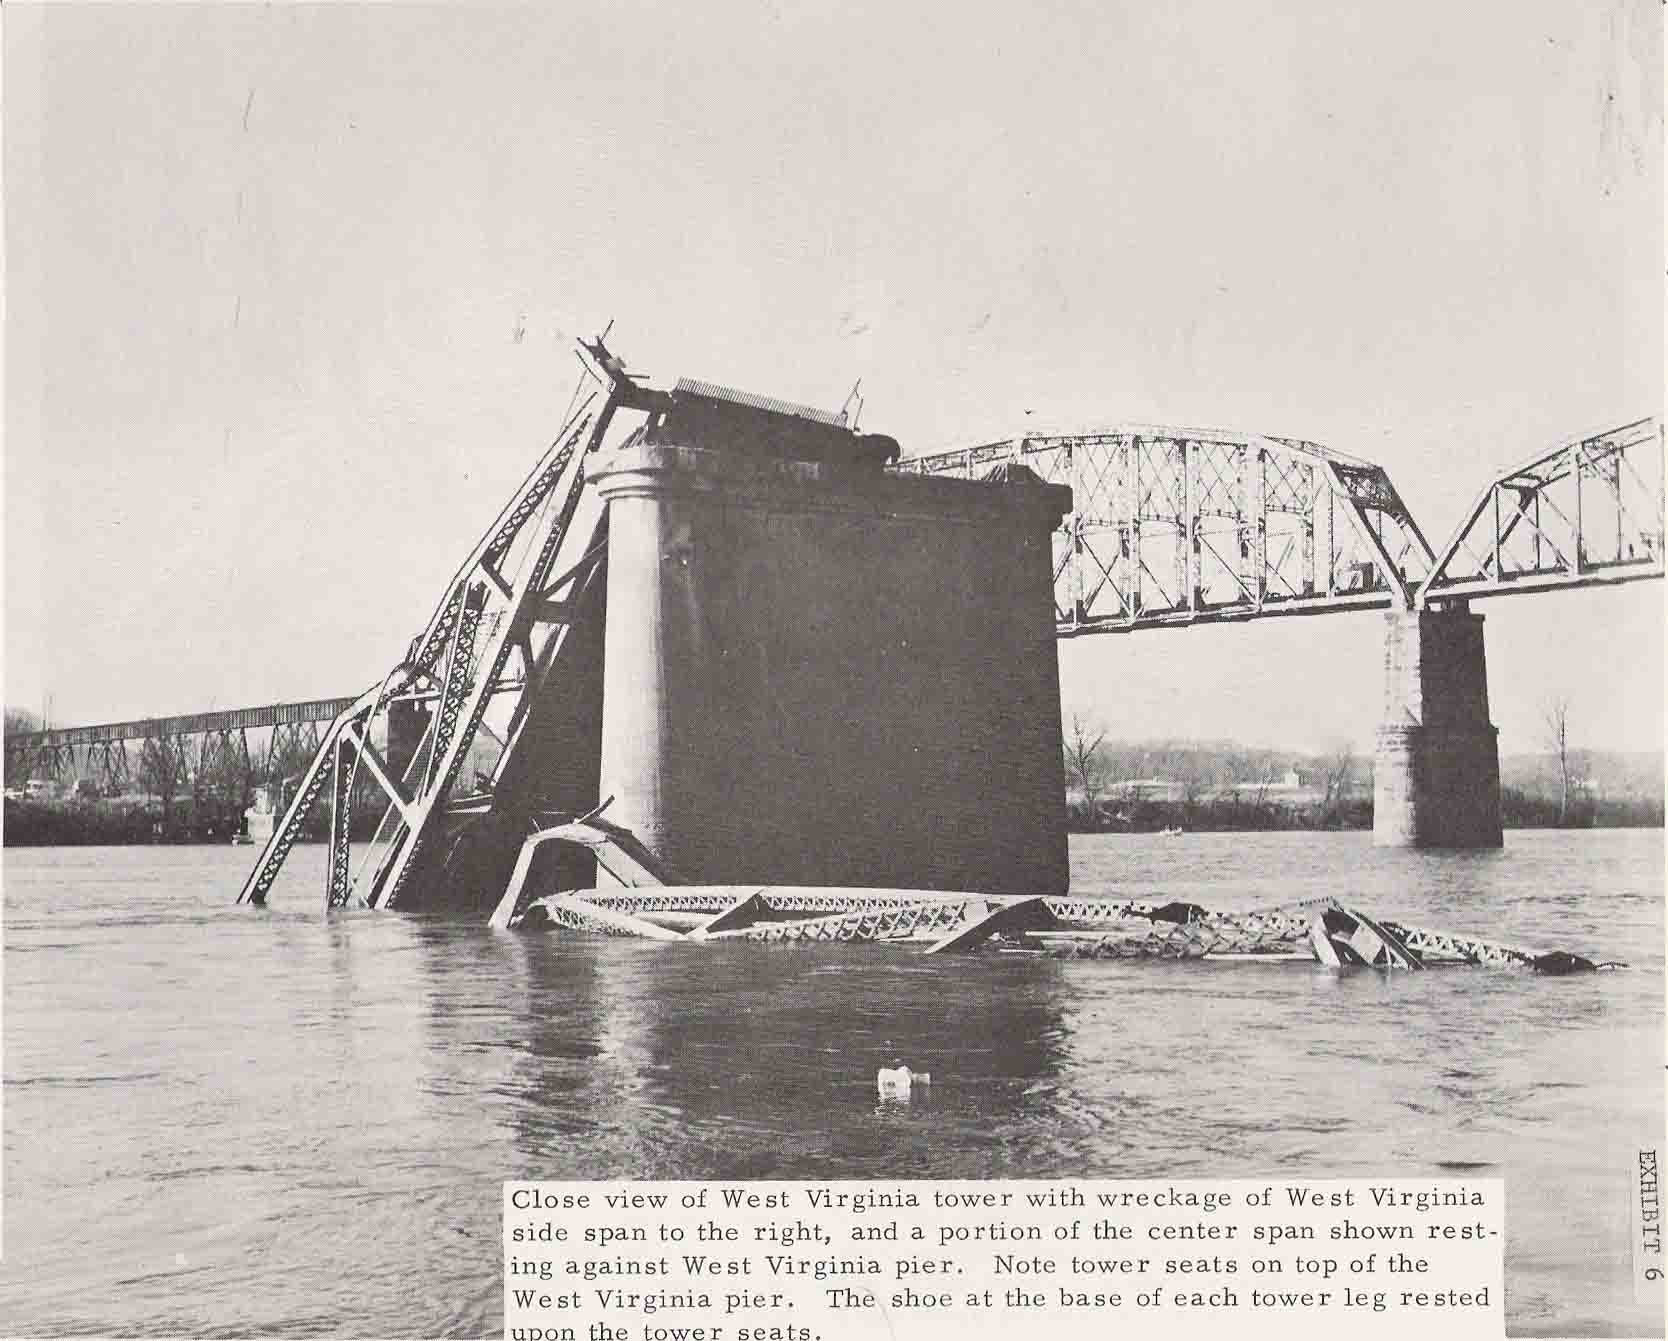 Close view of West Virginia tower with wreckage of West Virginia
side span to the right, and a portion of the center span shown rest-
ing against West Virginia pier. Note tower seats on top of the
West Virginia pier. The shoe at the base of each tower leg rested
upon the tower seats.
EXHIBIT 6